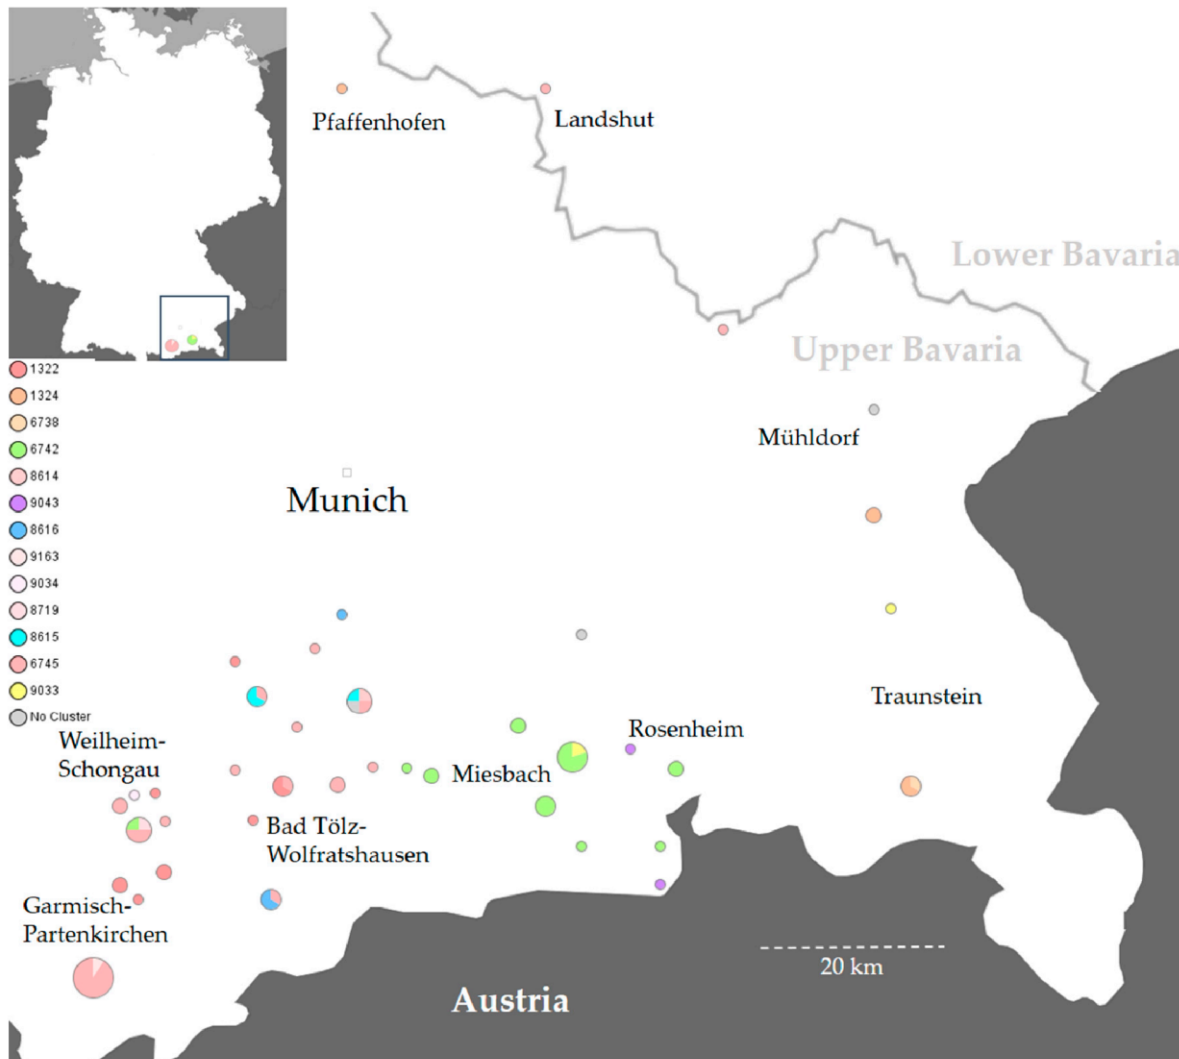 Pfaffenhofen
Landshut
Lower Bavaria
Upper Bavaria
1322
1324
6738
6742
8614
9043
8616
9163
9034
8719
8615
6745
9033
No Cluster
Mühldorf
Munich
Traunstein
Rosenheim
Weilheim-
Schongau
Miesbach
Bad Tölz-
Wolfratshausen
Garmisch-
Partenkirchen
20 km
Austria